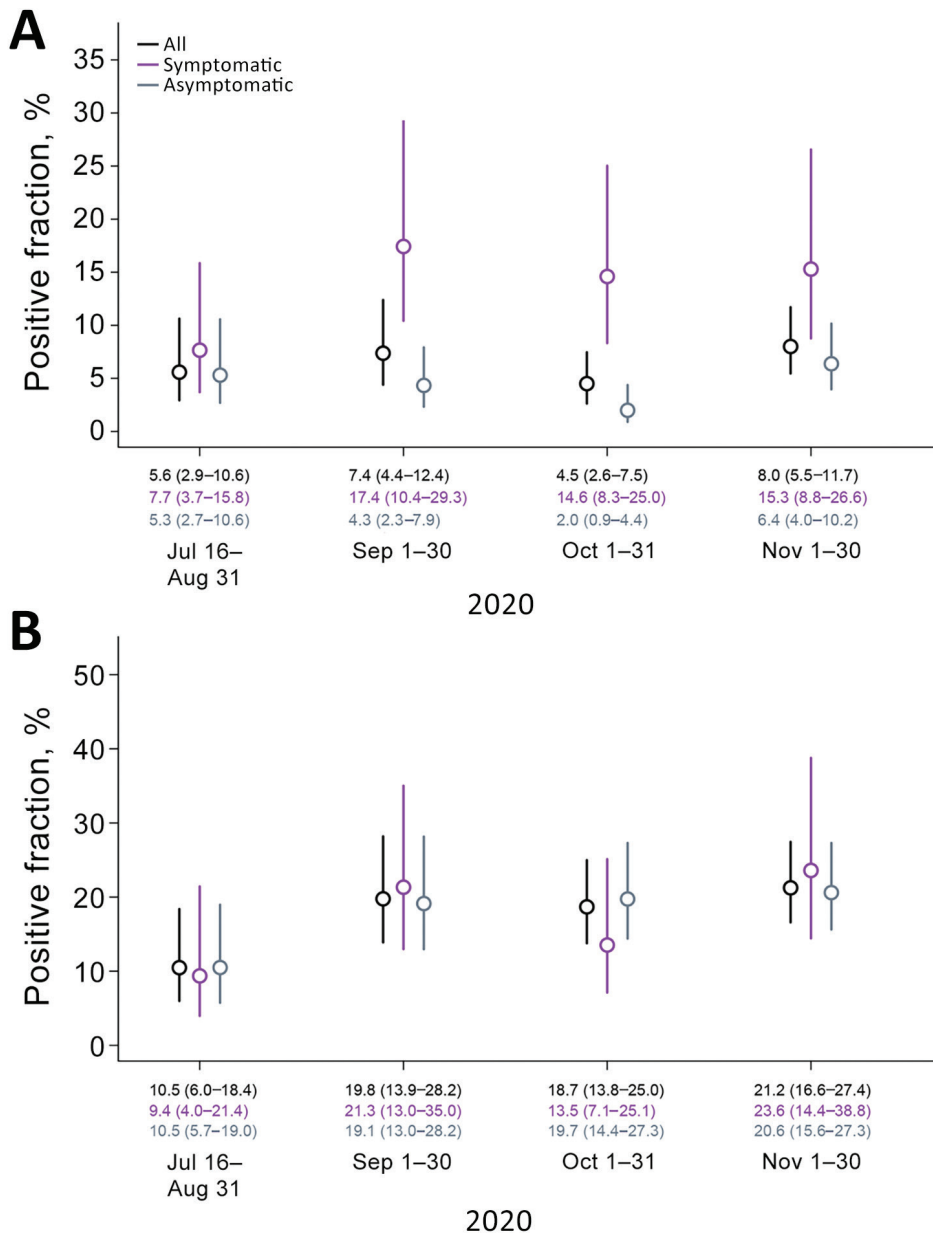 A
All
Symptomatic
Asymptomatic
Positive fraction, %
35
30
25
20
15
10
5
0
5.6 (2.9–10.6) 7.4 (4.4–12.4) 4.5 (2.6–7.5) 8.0 (5.5–11.7)
7.7 (3.7–15.8) 17.4 (10.4–29.3) 14.6 (8.3–25.0) 15.3 (8.8–26.6)
5.3 (2.7–10.6) 4.3 (2.3–7.9) 2.0 (0.9–4.4) 6.4 (4.0–10.2)
Jul 16– Sep 1–30 Oct 1–31 Nov 1–30
Aug 31
2020
B
Positive fraction, %
50
40
30
20
10
0
10.5 (6.0–18.4) 19.8 (13.9–28.2) 18.7 (13.8–25.0) 21.2 (16.6–27.4)
9.4 (4.0–21.4) 21.3 (13.0–35.0) 13.5 (7.1–25.1) 23.6 (14.4–38.8)
10.5 (5.7–19.0) 19.1 (13.0–28.2) 19.7 (14.4–27.3) 20.6 (15.6–27.3)
Jul 16– Sep 1–30 Oct 1–31 Nov 1–30
Aug 31
2020